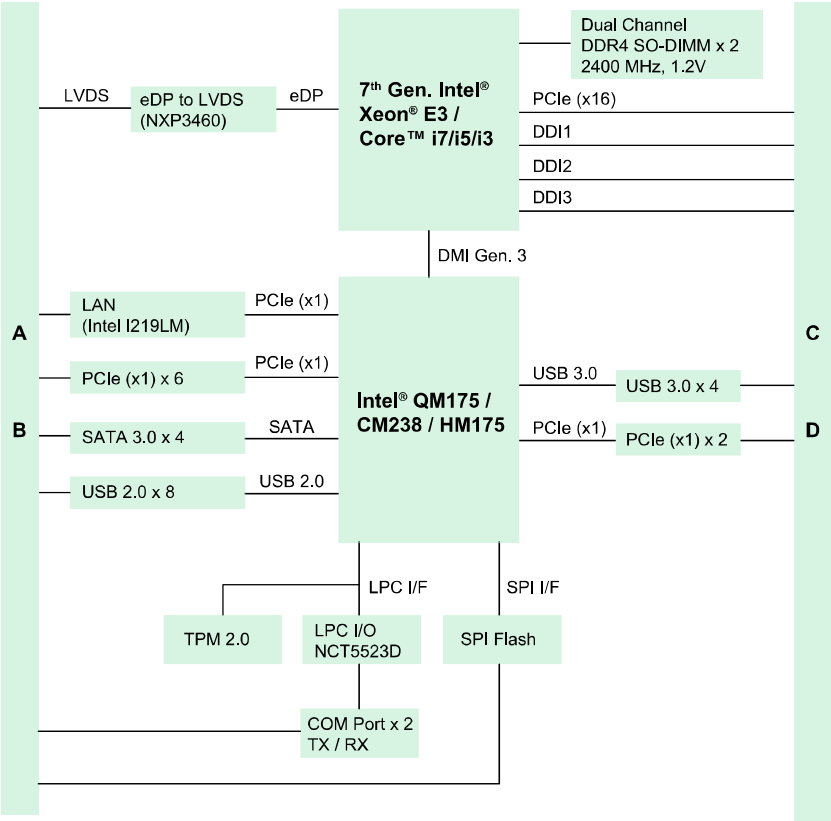 Dual Channel
DDR4 SO-DIMM x 2
2400 MHz, 1.2V
LVDS
eDP to LVDS
(NXP3460)
eDP
7th Gen. Intel®
Xeon® E3 /
Core™ i7/i5/i3
PCIe (x16)
DDI1
DDI2
DDI3
DMI Gen. 3
A
B
LAN
(Intel I219LM)
PCIe (x1)
PCIe (x1) x 6
PCIe (x1)
SATA 3.0 x 4
SATA
USB 2.0 x 8
USB 2.0
Intel® QM175 /
CM238 / HM175
USB 3.0
USB 3.0 x 4
PCIe (x1)
PCIe (x1) x 2
C
D
LPC I/F
SPI I/F
TPM 2.0
LPC I/O
NCT5523D
SPI Flash
COM Port x 2
TX / RX